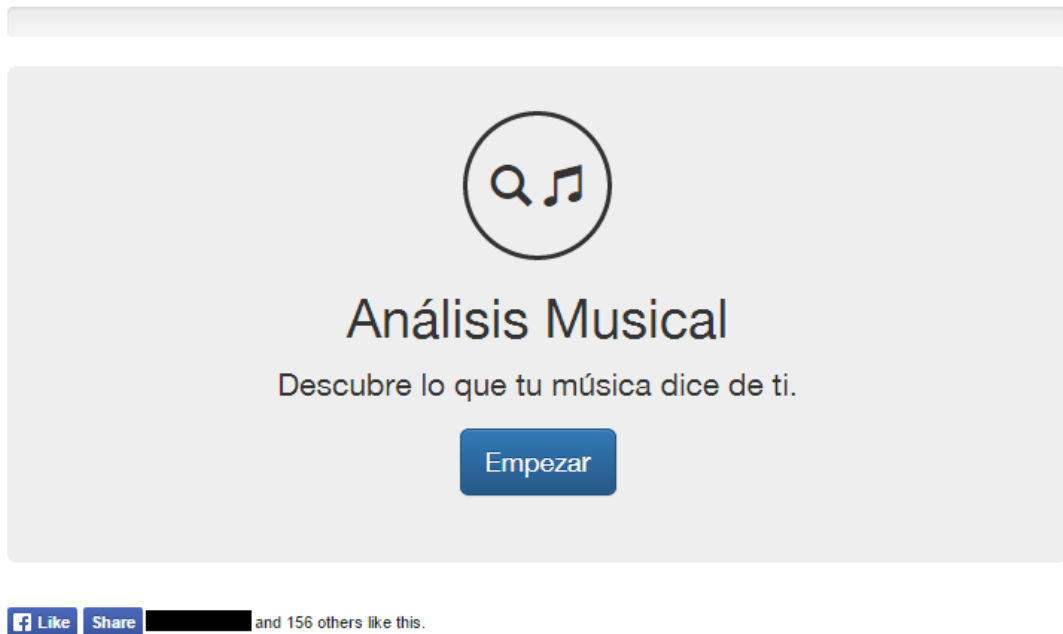 Análisis Musical
Descubre lo que tu música dice de ti.
Empezar
Like Share and 156 others like this.